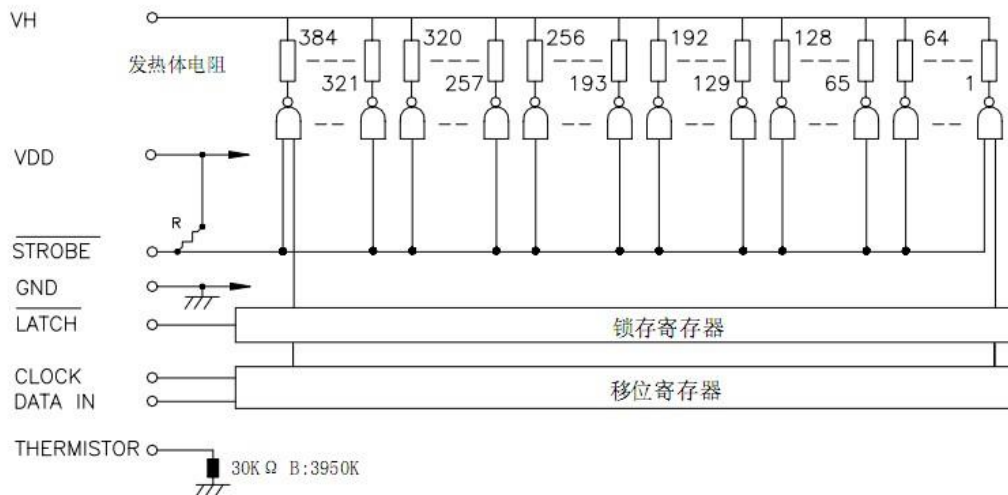 VH
384
320
256
192
128
64
发热体电阻
321
257
193
129
65
1
VDD
R
STROBE
GND
LATCH
锁存寄存器
CLOCK
移位寄存器
DATA IN
THERMISTOR
30KΩ B:3950K